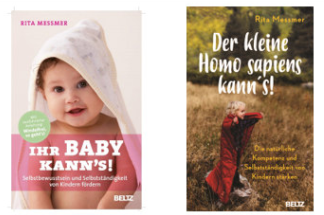 RITA MESSMER
IHR BABY
KANN'S!
Selbstbewusstsein und Selbstständigkeit
von Kindern fördern
BELTZ
Rita Messmer
Der kleine
Homo sapiens
kann's!
Die natürliche
Kompetenz und
Selbstständigkeit von
Kindern stärken
BELTZ